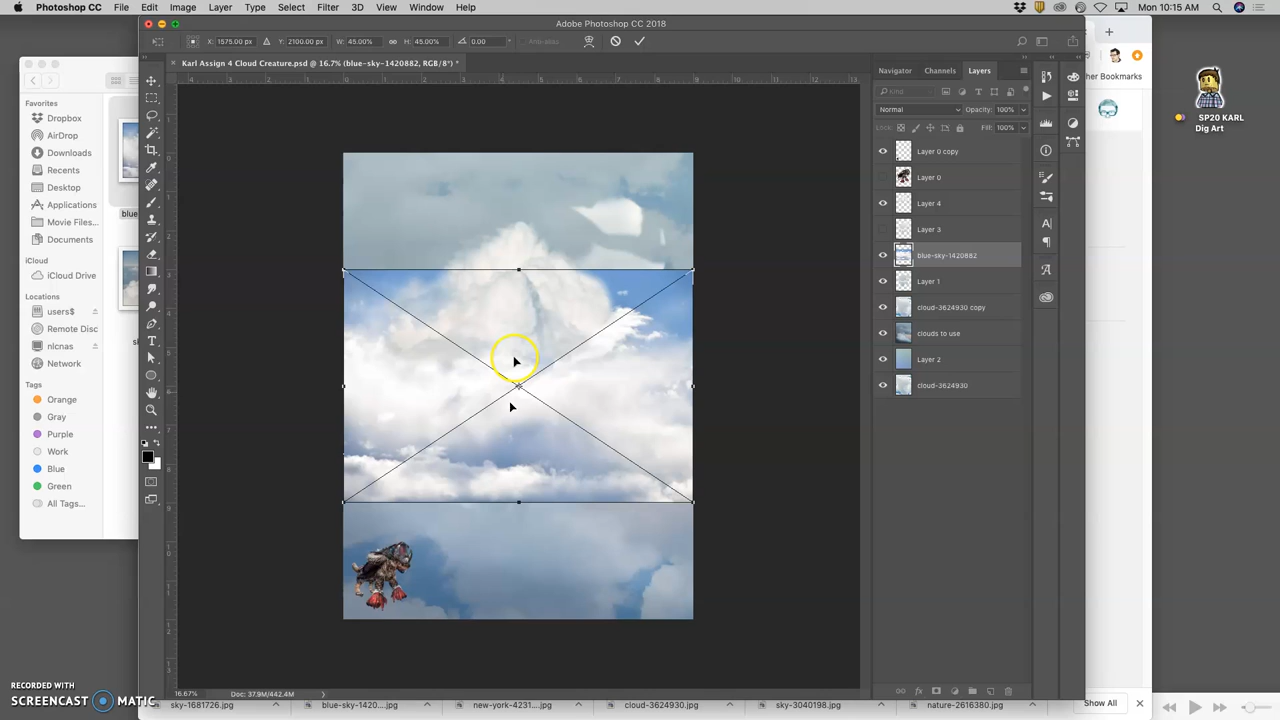 Photoshop CC File Edit Image Layer Type Select Filter 3D View Window Help Mon 10:15 AM
Adobe Photoshop CC 2018
X: 1575.00 px Y: 2100.00 px W: 45.00% 45.00% 0.00 Anti-alias
Karl Assign 4 Cloud Creature.psd @ 16.7% (blue-sky-1420882, RGB/8*) *
Navigator Channels Layers
her Bookmarks
Kind
Normal Opacity: 100%
Lock: Fill: 100%
Favorites
Dropbox
AirDrop
Downloads
Recents
Desktop
Applications
Movie Files...
Documents
iCloud
iCloud Drive
Locations
users$
Remote Disc
nlcnas
Network
Tags
Orange
Gray
Purple
Work
Blue
Green
All Tags...
blue
Layer 0 copy
Layer 0
Layer 4
Layer 3
blue-sky-1420882
Layer 1
cloud-3624930 copy
clouds to use
Layer 2
cloud-3624930
SP20 KARL
Dig Art
16.67% Doc: 37.9M/442.4M
RECORDED WITH
SCREENCAST MATIC
sky-1681726.jpg blue-sky-1420... new-york-4231....jpg cloud-3624930.jpg sky-3040198.jpg nature-2616380.jpg Show All